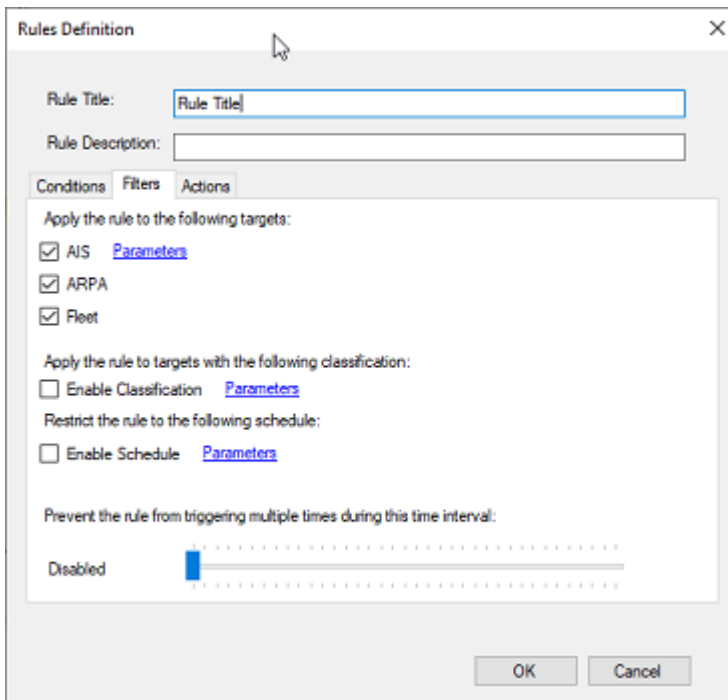 Rules Definition
Rule Title: Rule Title
Rule Description:
Conditions Filters Actions
Apply the rule to the following targets:
AIS Parameters
ARPA
Fleet
Apply the rule to targets with the following classification:
Enable Classification Parameters
Restrict the rule to the following schedule:
Enable Schedule Parameters
Prevent the rule from triggering multiple times during this time interval:
Disabled
OK Cancel